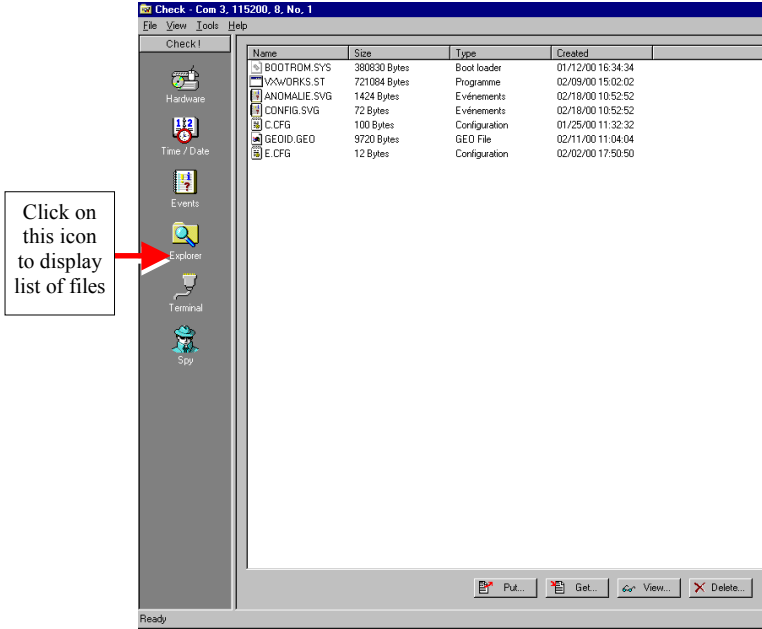 Check - Com 3, 115200, 8, No, 1
File View Tools Help
Check !
Hardware
Time / Date
Events
Explorer
Terminal
Spy
Click on
this icon
to display
list of files
Name Size Type Created
BOOTROM.SYS 380830 Bytes Boot loader 01/12/00 16:34:34
VXWORKS.ST 721084 Bytes Programme 02/09/00 15:02:02
ANOMALIE.SVG 1424 Bytes Evénements 02/18/00 10:52:52
CONFIG.SVG 72 Bytes Evénements 02/18/00 10:52:52
C.CFG 100 Bytes Configuration 01/25/00 11:32:32
GEOID.GEO 9720 Bytes GEO File 02/11/00 11:04:04
E.CFG 12 Bytes Configuration 02/02/00 17:50:50
Put... Get... View... Delete...
Ready